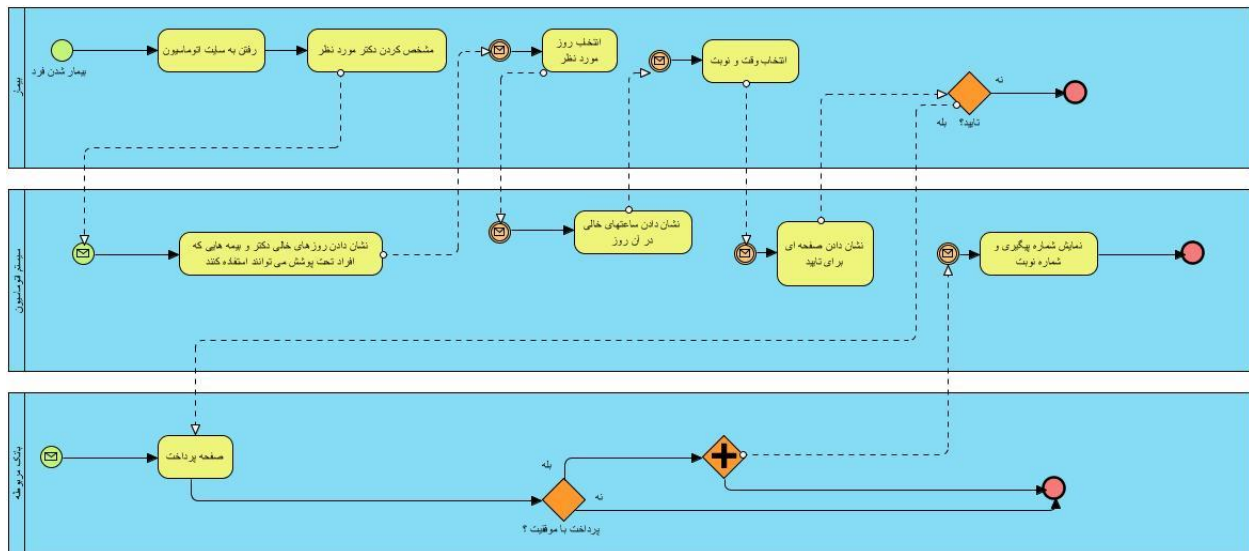 بیمار
بیمار شدن فرد
رفتن به سایت اتوماسیون
مشخص کردن دکتر مورد نظر
انتخاب روز
مورد نظر
انتخاب وقت و نوبت
تایید؟
بله
نه
سیستم اتوماسیون
نشان دادن روزهای خالی دکتر و بیمه هایی که
افراد تحت پوشش می توانند استفاده کنند
نشان دادن ساعتهای خالی
در آن روز
نشان دادن صفحه ای
برای تایید
نمایش شماره پیگیری و
شماره نوبت
بانک مربوطه
صفحه پرداخت
پرداخت با موفقیت ؟
بله
نه